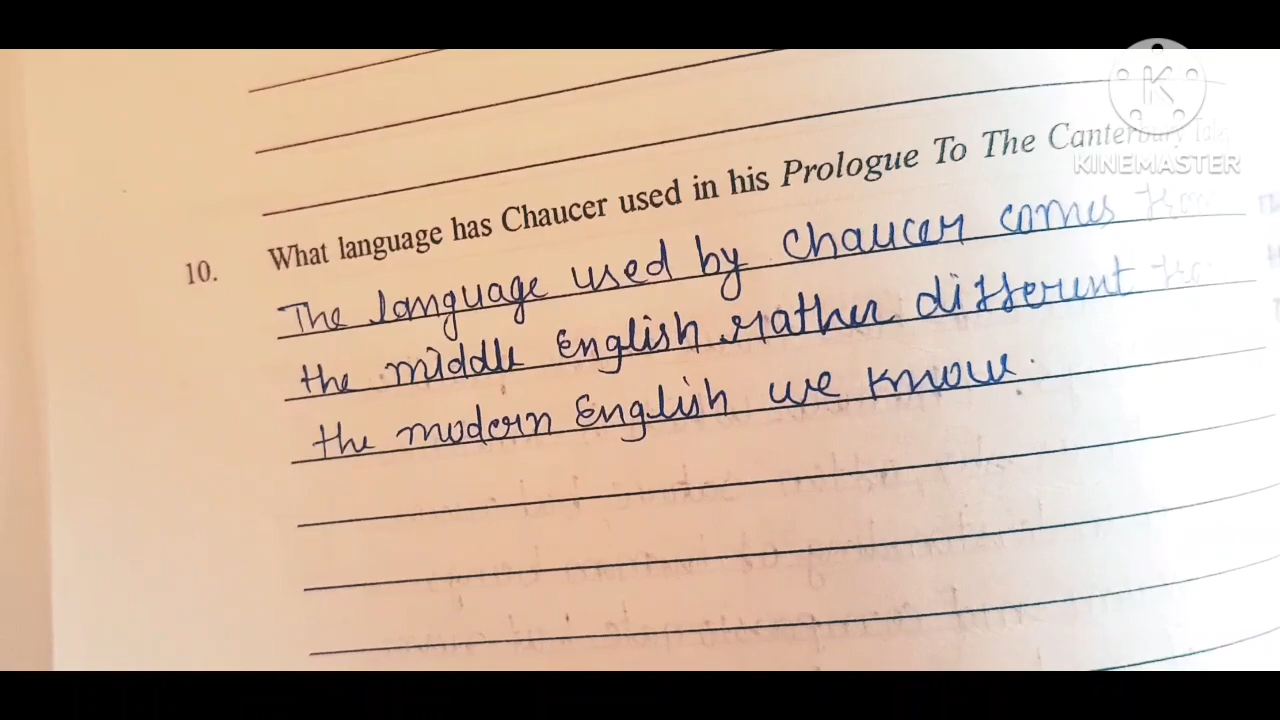 KINEMASTER
10. What language has Chaucer used in his Prologue To The Canterbury
The language used by Chaucer comes
the middle English rather different
the modern English we know.